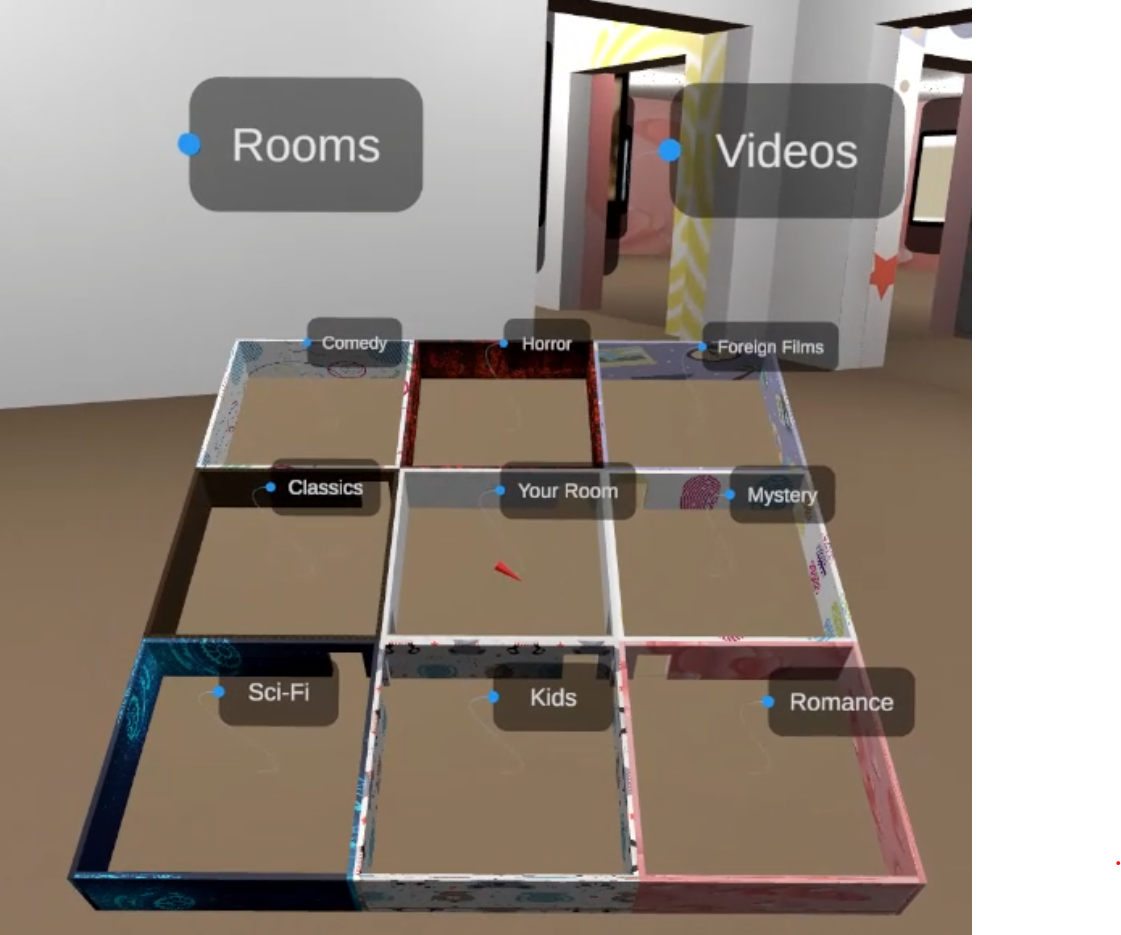 Rooms
Videos
Comedy
Horror
Foreign Films
Classics
Your Room
Mystery
Sci-Fi
Kids
Romance